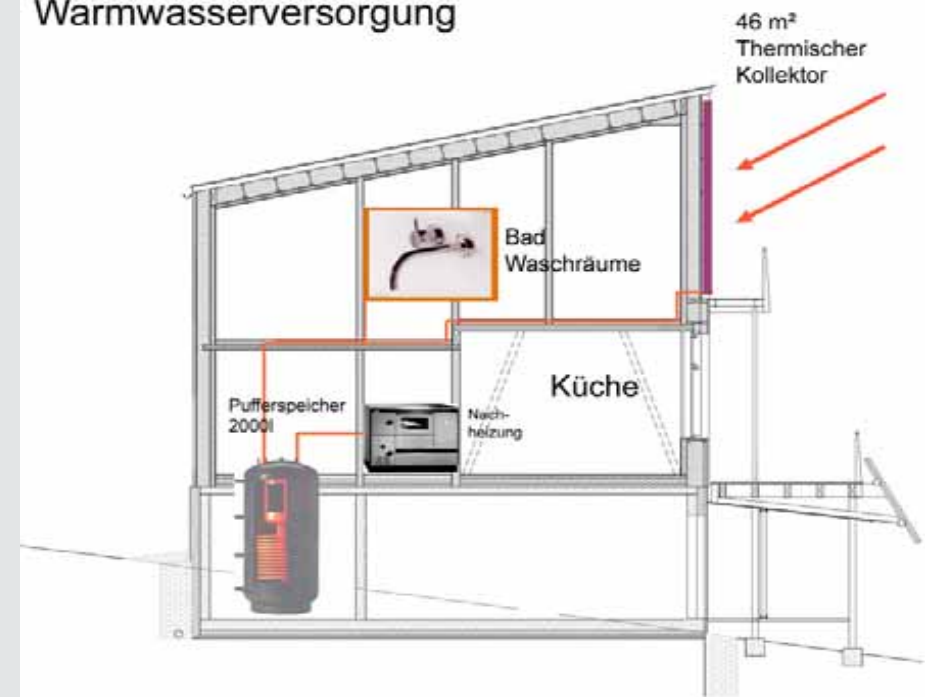 Warmwasserversorgung
46 m²
Thermischer
Kollektor
Bad
Waschräume
Küche
Pufferspeicher
2000l
Nach-
heizung